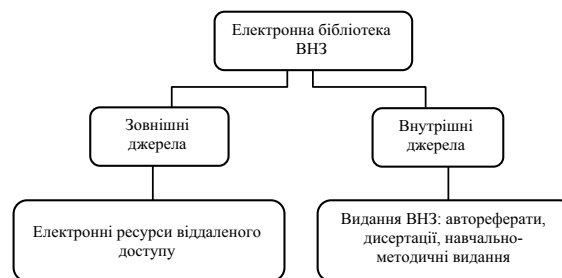 Електронна бібліотека
ВНЗ
Зовнішні
джерела
Внутрішні
джерела
Електронні ресурси віддаленого
доступу
Видання ВНЗ: автореферати,
дисертації, навчально-
методичні видання